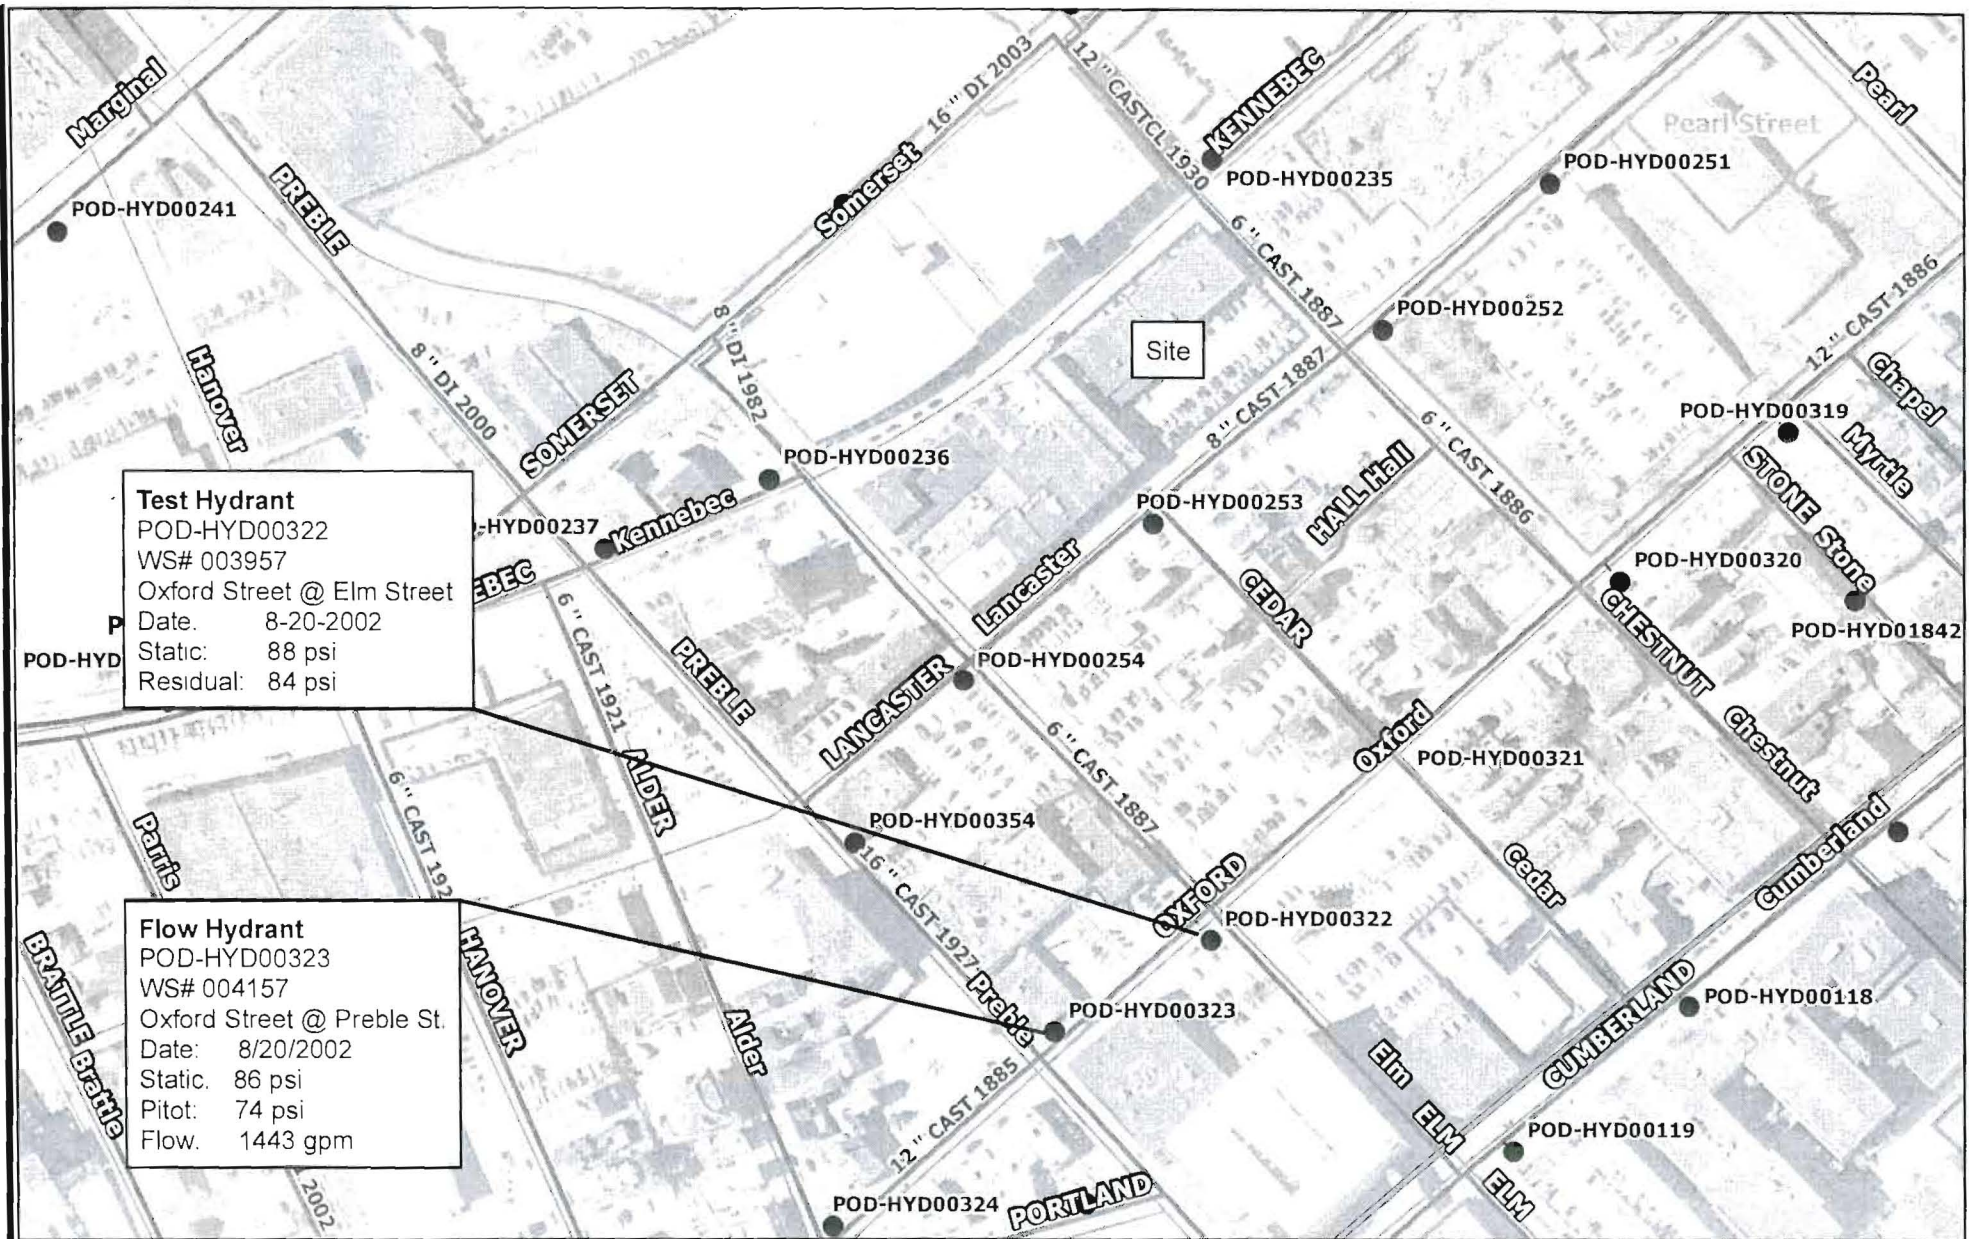 Marginal
PREBLE
Somerset
16 " DI 2003
12 " CASTCL 1930
KENNEBEC
POD-HYD00235
Pearl
Pearl Street
POD-HYD00251
POD-HYD00241
6 " CAST 1887
POD-HYD00252
12 " CAST 1886
Hanover
8 " DI 2000
8 " DI 1982
SOMERSET
Site
8 " CAST 1887
Chapel
POD-HYD00319
Myrtle
STONE Stone
6 " CAST 1886
HALL Hall
POD-HYD00236
POD-HYD00253
-HYD00237
Kennebec
EBEC
Lancaster
CEDAR
POD-HYD00320
CHESTNUT
POD-HYD01842
Test Hydrant
POD-HYD00322
WS# 003957
Oxford Street @ Elm Street
Date. 8-20-2002
Static: 88 psi
Residual: 84 psi
P
POD-HYD
6 " CAST 1921
PREBLE
LANCASTER
POD-HYD00254
6 " CAST 1887
Oxford
POD-HYD00321
Chestnut
ALDER
6 " CAST 192
Parris
POD-HYD00354
16 " CAST 1927
OXFORD
POD-HYD00322
Cedar
Cumberland
Flow Hydrant
POD-HYD00323
WS# 004157
Oxford Street @ Preble St.
Date: 8/20/2002
Static. 86 psi
Pitot: 74 psi
Flow. 1443 gpm
BRATTLE Brattle
HANOVER
Preble
POD-HYD00323
CUMBERLAND
POD-HYD00118
Alder
12 " CAST 1885
Elm
ELM
POD-HYD00119
ELM
2002
POD-HYD00324
PORTLAND